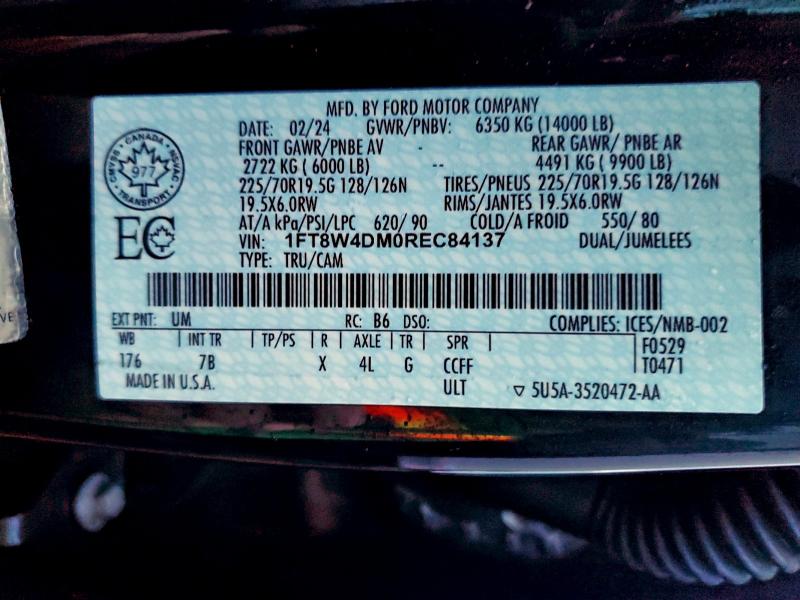 MFD. BY FORD MOTOR COMPANY
DATE: 02/24 GVWR/PNBV: 6350 KG (14000 LB)
FRONT GAWR/PNBE AV - REAR GAWR/ PNBE AR
2722 KG ( 6000 LB) -- 4491 KG ( 9900 LB)
225/70R19.5G 128/126N TIRES/PNEUS 225/70R19.5G 128/126N
19.5X6.0RW RIMS/JANTES 19.5X6.0RW
AT/A kPa/PSI/LPC 620/ 90 COLD/A FROID 550/ 80
VIN: 1FT8W4DM0REC84137 DUAL/JUMELEES
TYPE: TRU/CAM
CANADA
CMVSS NSVAC
977
TRANSPORT
EC
EXT PNT: UM RC: B6 DSO: COMPLIES: ICES/NMB-002
WB INT TR TP/PS R AXLE TR SPR F0529
176 7B X 4L G CCFF T0471
MADE IN U.S.A. ULT 5U5A-3520472-AA
VE